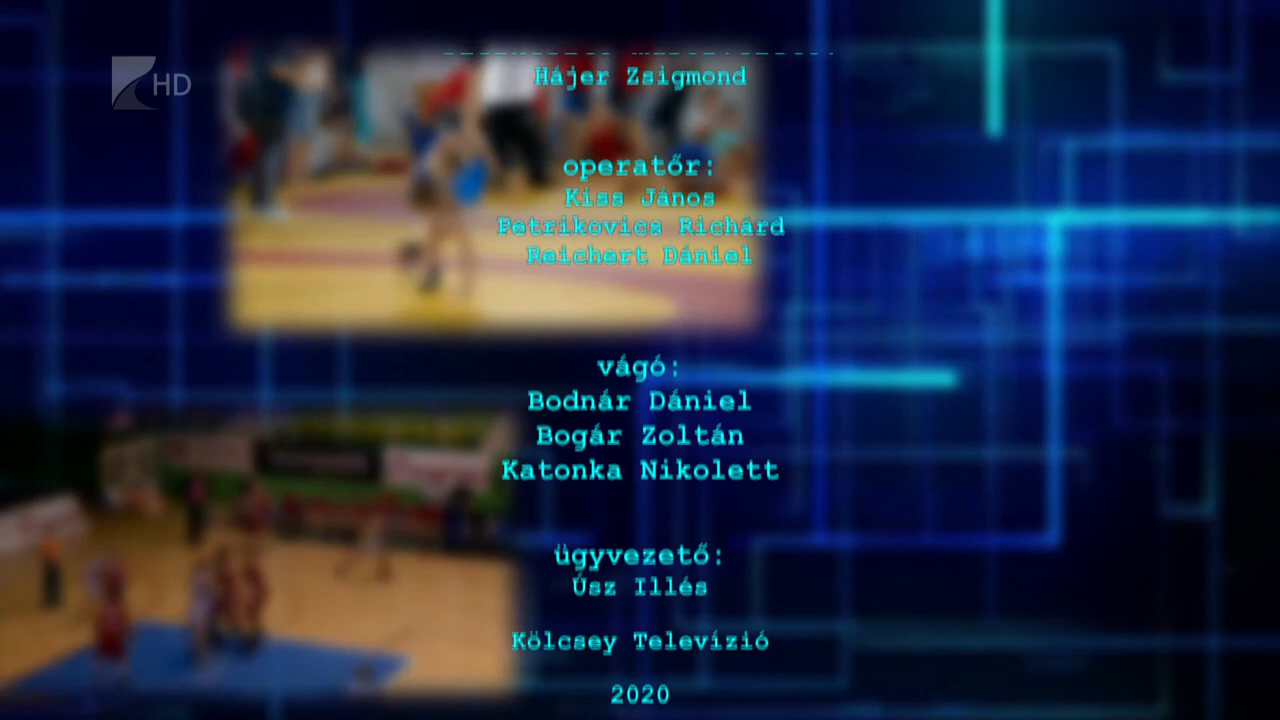 HD
Hájer Zsigmond
operatőr:
Kiss János
Petrikovics Richárd
Reichert Dániel
vágó:
Bodnár Dániel
Bogár Zoltán
Katonka Nikolett
ügyvezető:
Úsz Illés
Kölcsey Televízió
2020